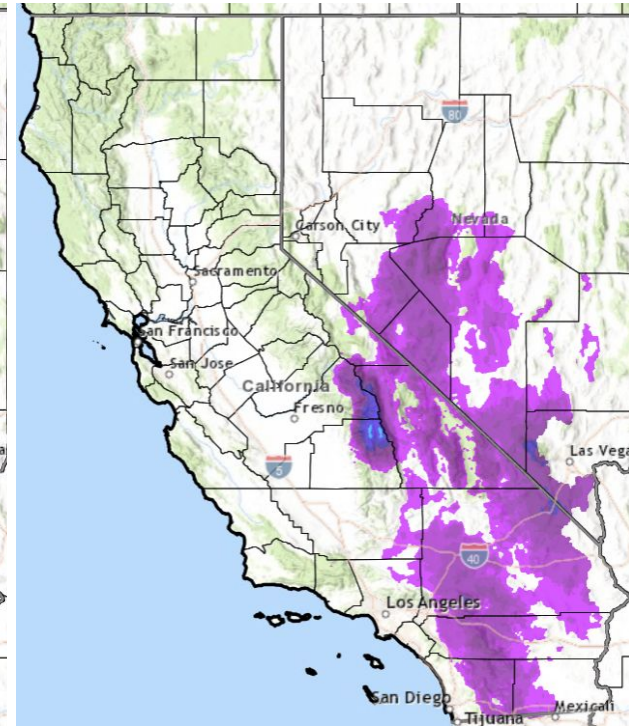 80
Nevada
Carson City
Sacramento
San Francisco
San Jose
California
Fresno
5
Las Vega
40
Los Angeles
San Diego
Tijuana
Mexicali